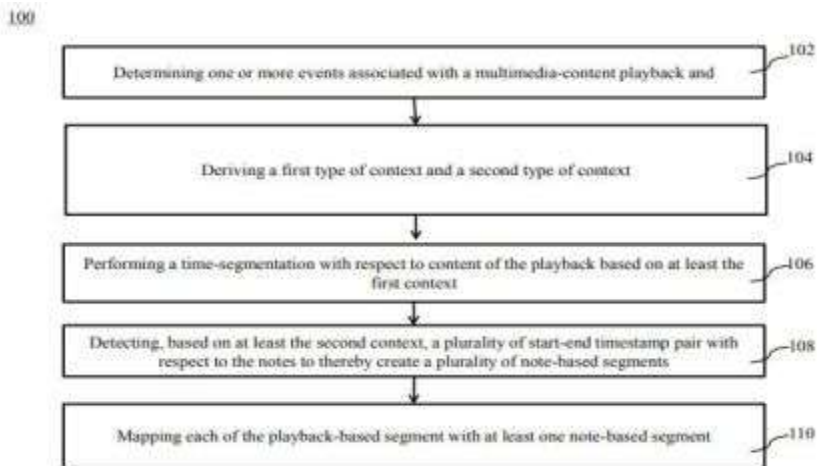 100
Determining one or more events associated with a multimedia-content playback and
102
Deriving a first type of context and a second type of context
104
Performing a time-segmentation with respect to content of the playback based on at least the
first context
106
Detecting, based on at least the second context, a plurality of start-end timestamp pair with
respect to the notes to thereby create a plurality of note-based segments
108
Mapping each of the playback-based segment with at least one note-based segment
110